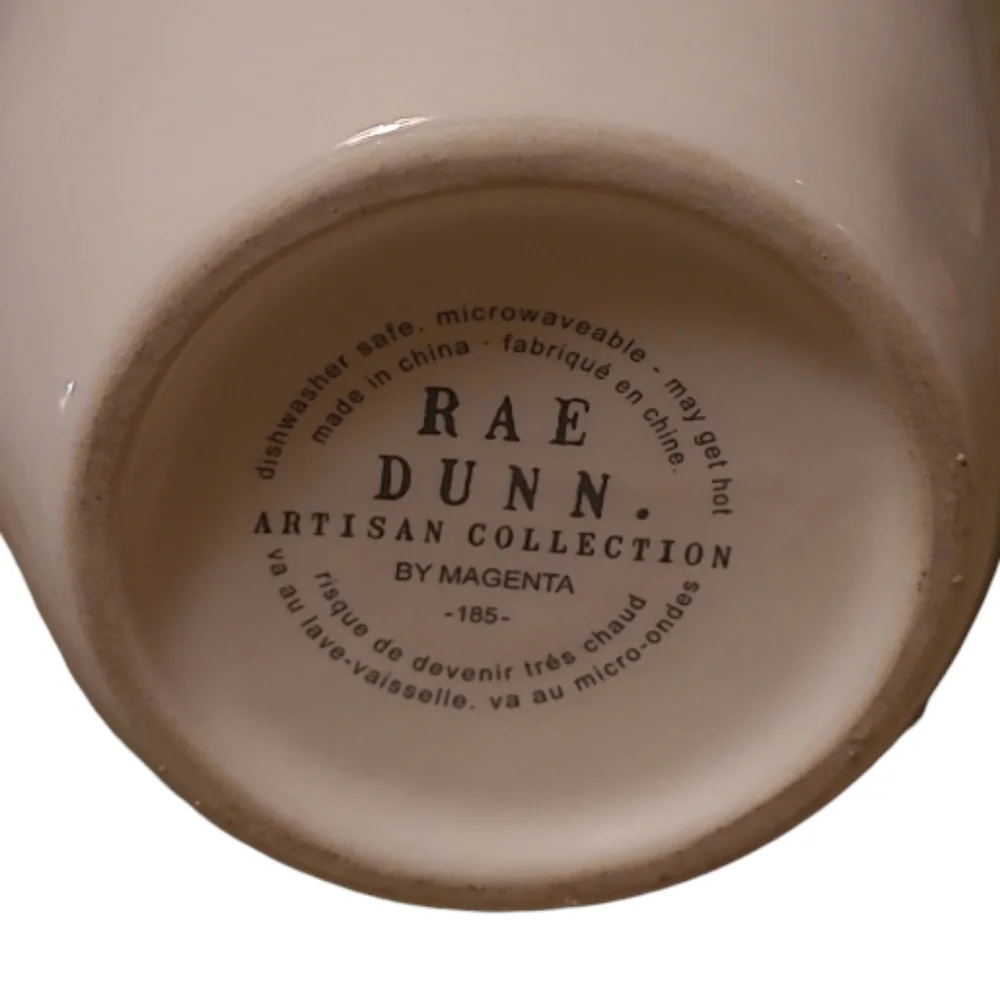 dishwasher safe. microwaveable - may get hot
made in china · fabriqué en chine.
RAE
DUNN.
ARTISAN COLLECTION
BY MAGENTA
-185-
risque de devenir trés chaud
va au lave-vaisselle. va au micro-ondes